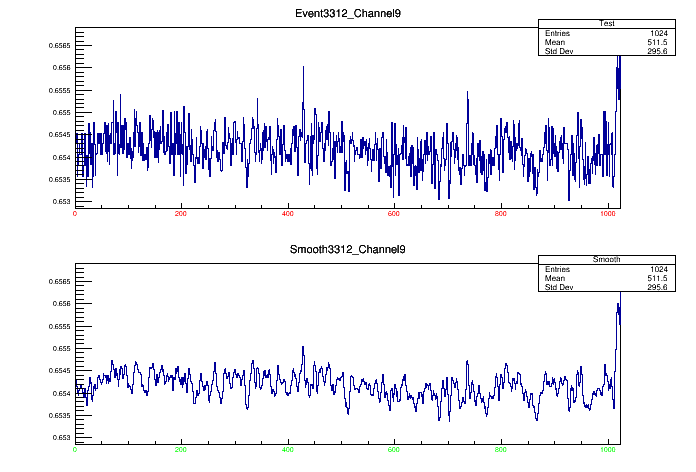 Event3312_Channel9
Test
Entries 1024
Mean 511.5
Std Dev 295.6
0.6565
0.656
0.6555
0.655
0.6545
0.654
0.6535
0.653
0 200 400 600 800 1000
Smooth3312_Channel9
Smooth
Entries 1024
Mean 511.5
Std Dev 295.6
0.6565
0.656
0.6555
0.655
0.6545
0.654
0.6535
0.653
0 200 400 600 800 1000